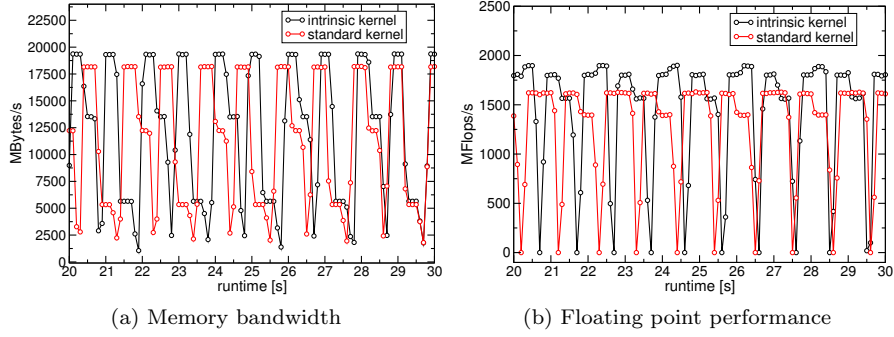 22500
20000
17500
15000
12500
10000
7500
5000
2500
0
MBytes/s
intrinsic kernel
standard kernel
20 21 22 23 24 25 26 27 28 29 30
runtime [s]
(a) Memory bandwidth
2500
2000
1500
1000
500
0
MFlops/s
intrinsic kernel
standard kernel
20 21 22 23 24 25 26 27 28 29 30
runtime [s]
(b) Floating point performance